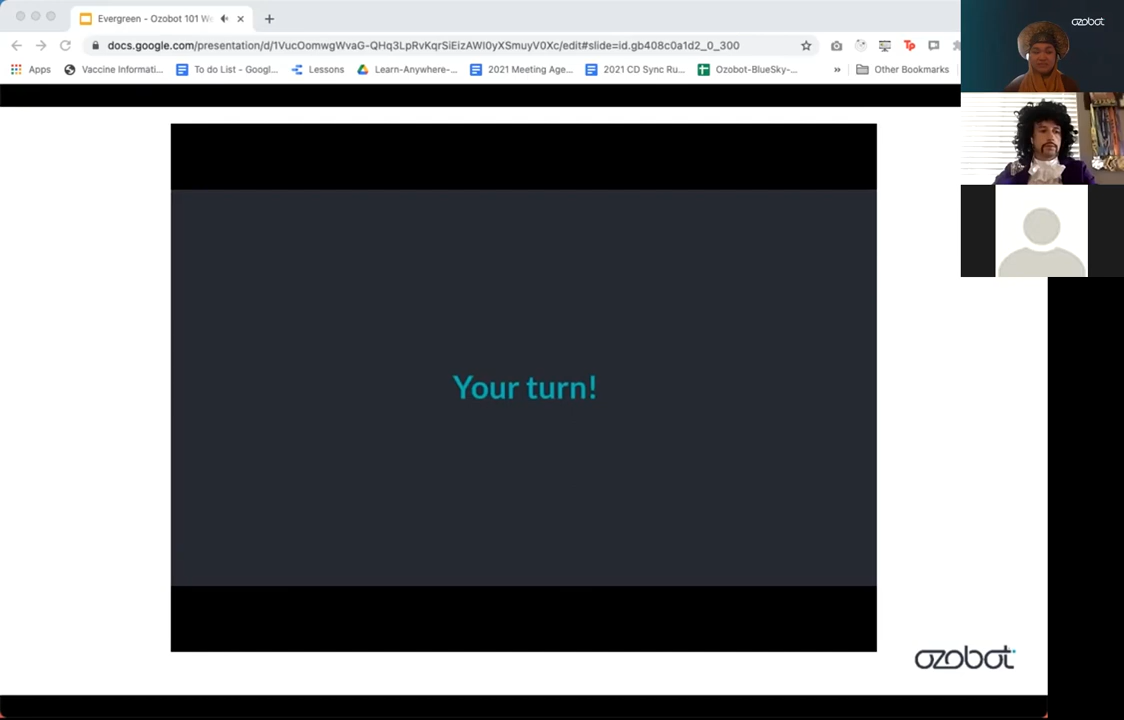 Evergreen - Ozobot 101 We
docs.google.com/presentation/d/1VucOomwgWvaG-QHq3LpRvKqrSiEizAWI0yXSmuyV0Xc/edit#slide=id.gb408c0a1d2_0_300
Apps
Vaccine Informati...
To do List - Googl...
Lessons
Learn-Anywhere-...
2021 Meeting Age...
2021 CD Sync Ru...
Ozobot-BlueSky-...
»
Other Bookmarks
ozobot
Your turn!
ozobot